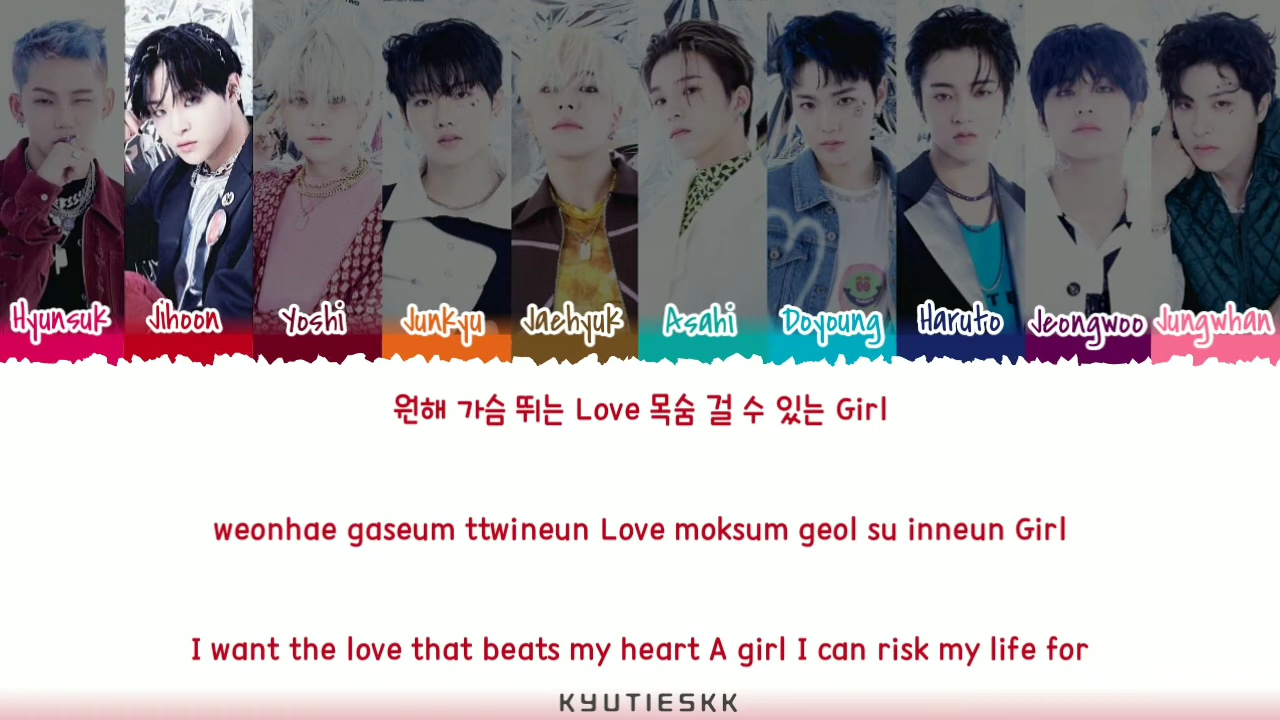 Hyunsuk Jihoon Yoshi Junkyu Jaehyuk Asahi Doyoung Haruto Jeongwoo Jungwhan
원해 가슴 뛰는 Love 목숨 걸 수 있는 Girl
weonhae gaseum ttwineun Love moksum geol su inneun Girl
I want the love that beats my heart A girl I can risk my life for
KYUTIESKK